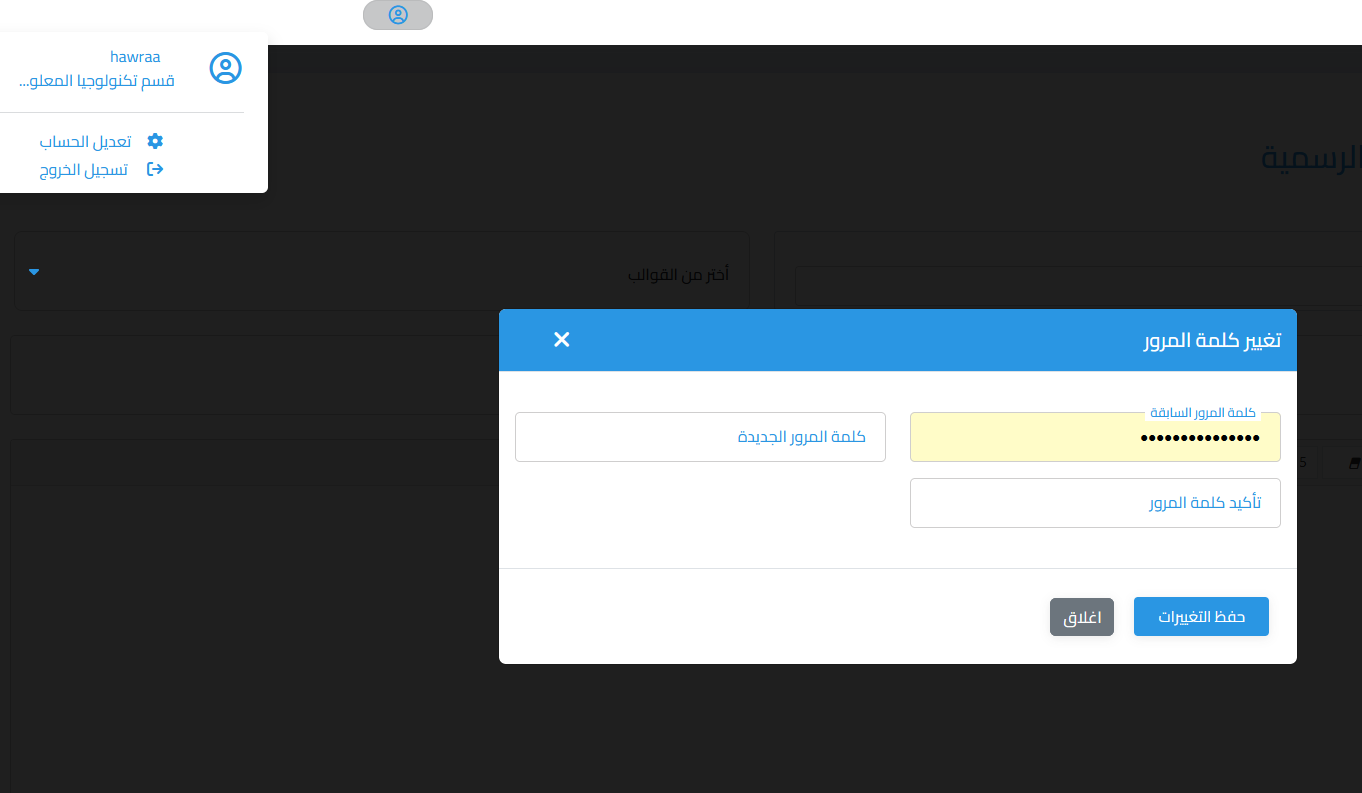 hawraa
قسم تكنولوجيا المعلو...
تعديل الحساب
تسجيل الخروج
الرسمية
أختر من القوالب
تغيير كلمة المرور
كلمة المرور السابقة
•••••••••••••••
كلمة المرور الجديدة
تأكيد كلمة المرور
5
حفظ التغييرات
اغلاق